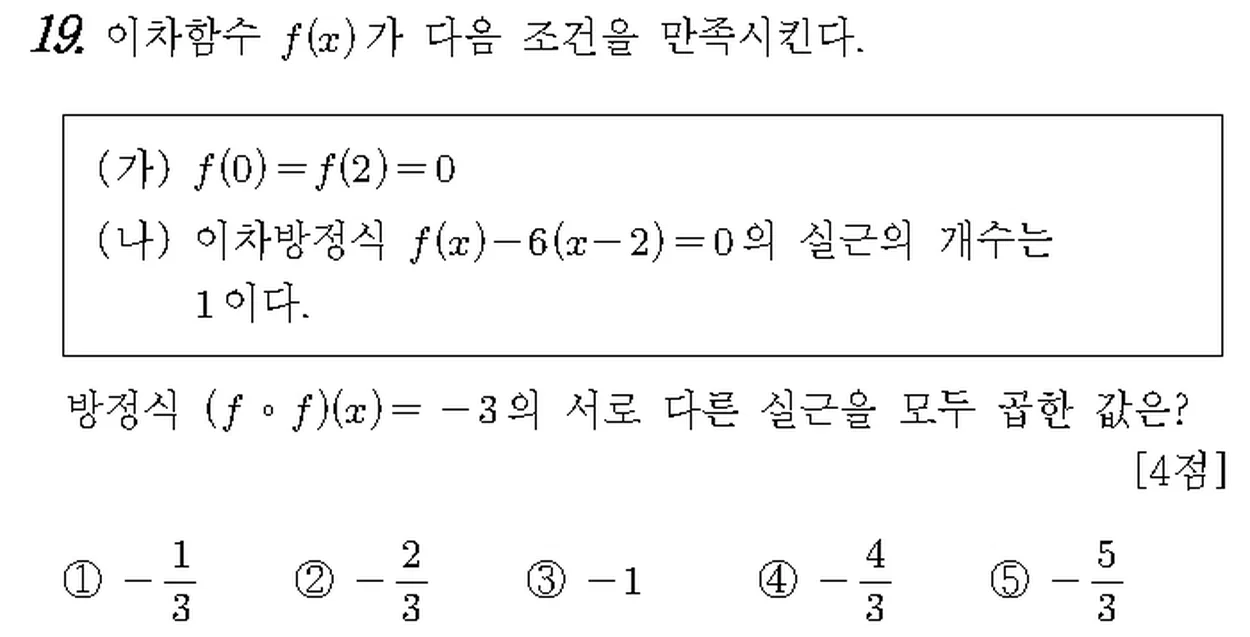 19. 이차함수 f(x)가 다음 조건을 만족시킨다.
(가) f(0)=f(2)=0
(나) 이차방정식 f(x)-6(x-2)=0의 실근의 개수는
1이다.
방정식 (f∘f)(x)=-3의 서로 다른 실근을 모두 곱한 값은?
[4점]
① -1/3 ② -2/3 ③ -1 ④ -4/3 ⑤ -5/3